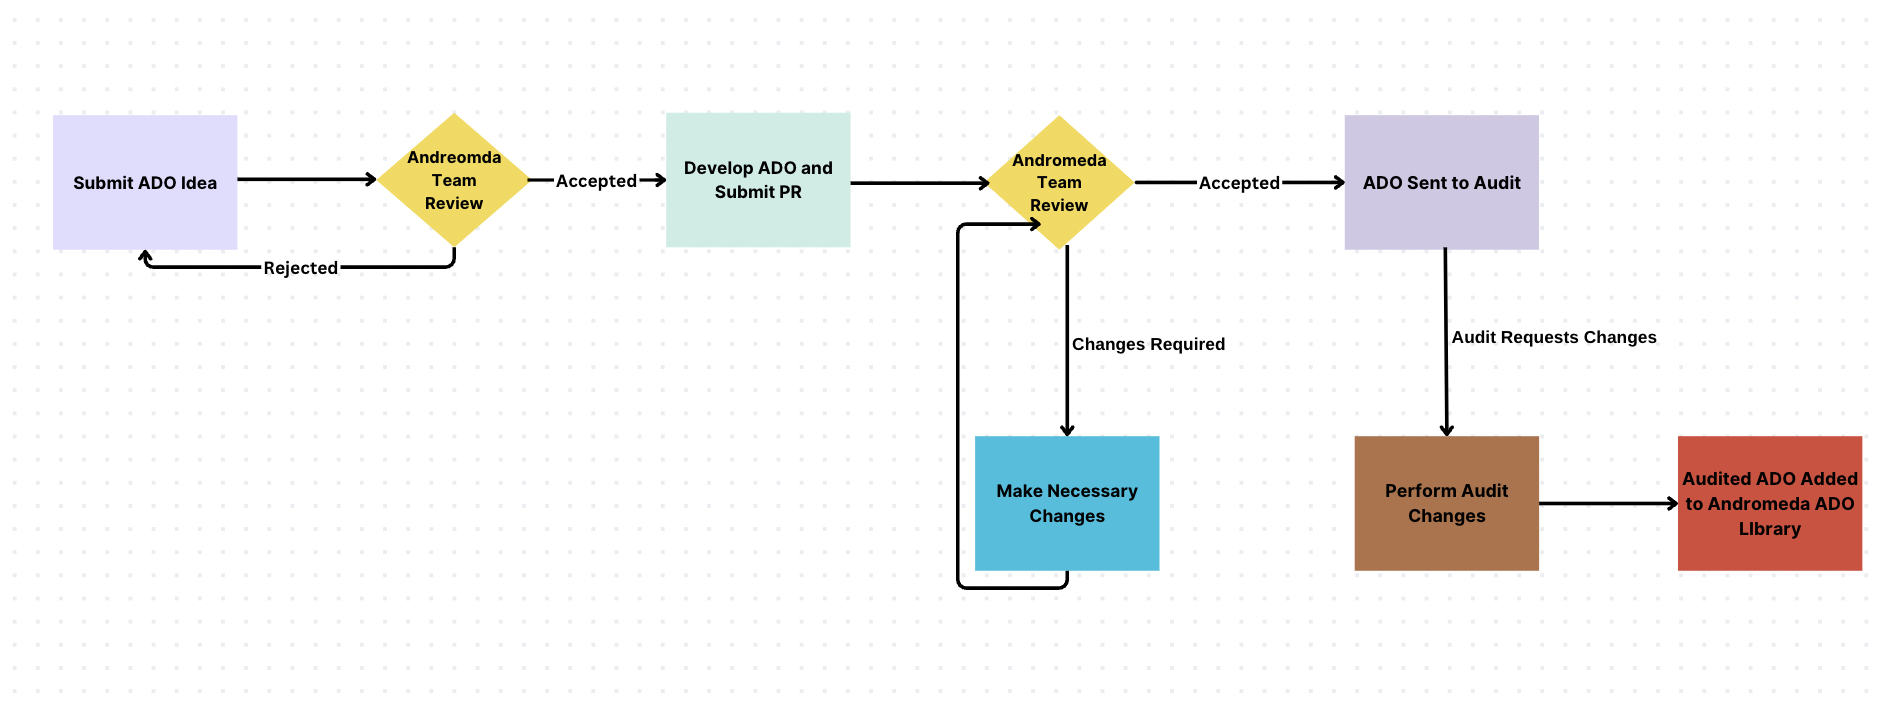 Submit ADO Idea
Andreomda
Team
Review
Accepted
Rejected
Develop ADO and
Submit PR
Andromeda
Team
Review
Accepted
ADO Sent to Audit
Changes Required
Audit Requests Changes
Make Necessary
Changes
Perform Audit
Changes
Audited ADO Added
to Andromeda ADO
LIbrary